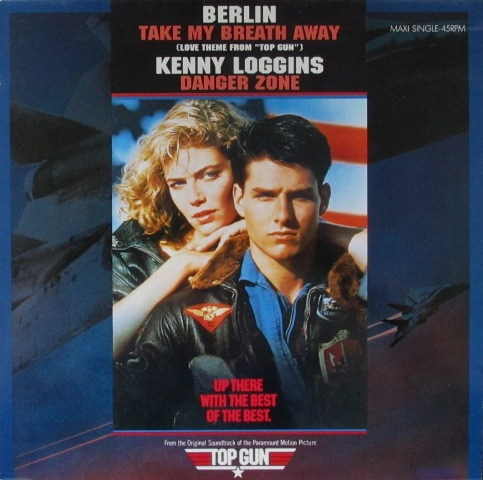 BERLIN
TAKE MY BREATH AWAY
(LOVE THEME FROM "TOP GUN")
KENNY LOGGINS
DANGER ZONE
MAXI SINGLE-45RPM
UP THERE
WITH THE BEST
OF THE BEST.
From the Original Soundtrack of the Paramount Motion Picture
TOP GUN